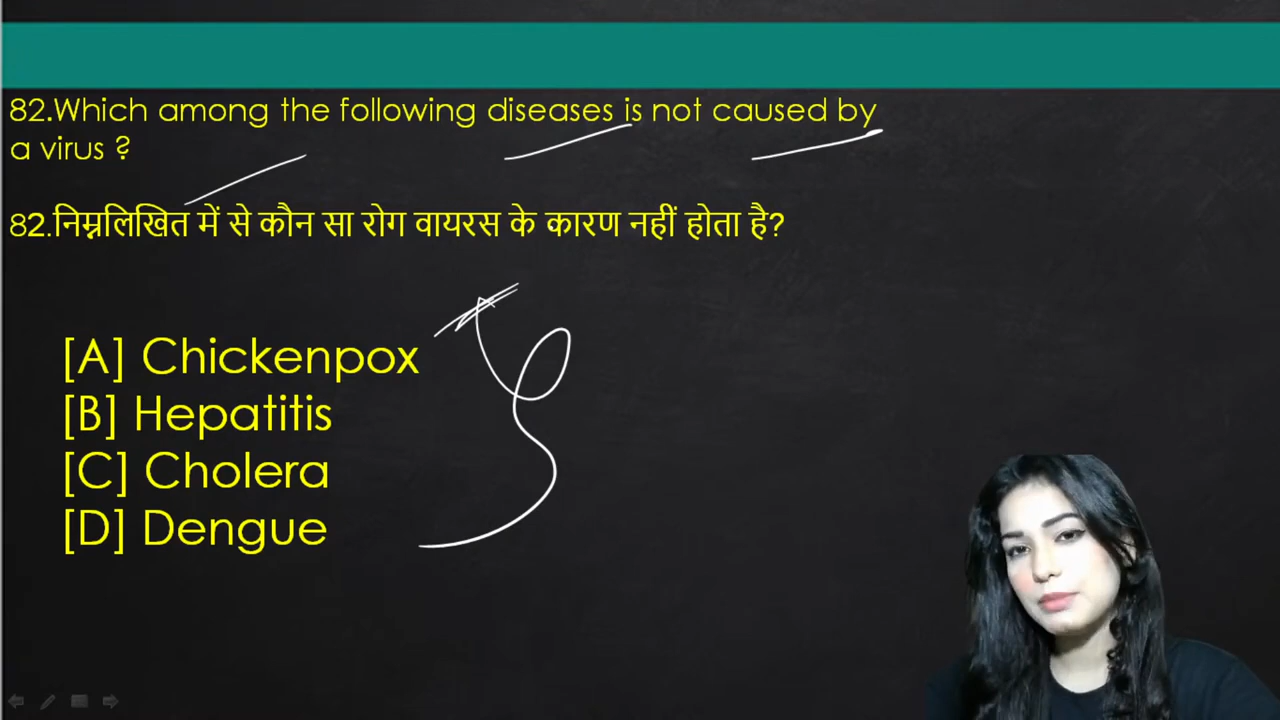 82.Which among the following diseases is not caused by
a virus ?
82.निम्नलिखित में से कौन सा रोग वायरस के कारण नहीं होता है?
[A] Chickenpox
[B] Hepatitis
[C] Cholera
[D] Dengue